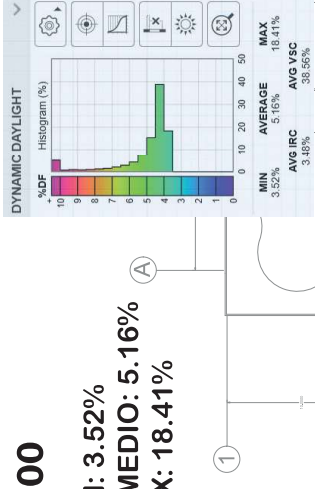 00
I: 3.52%
MEDIO: 5.16%
X: 18.41%
A
1
DYNAMIC DAYLIGHT
%DF
Histogram (%)
+
10
9
8
7
6
5
4
3
2
1
0
0
10
20
30
40
50
MIN
3.52%
AVERAGE
5.16%
MAX
18.41%
AVG IRC
3.48%
AVG VSC
38.56%